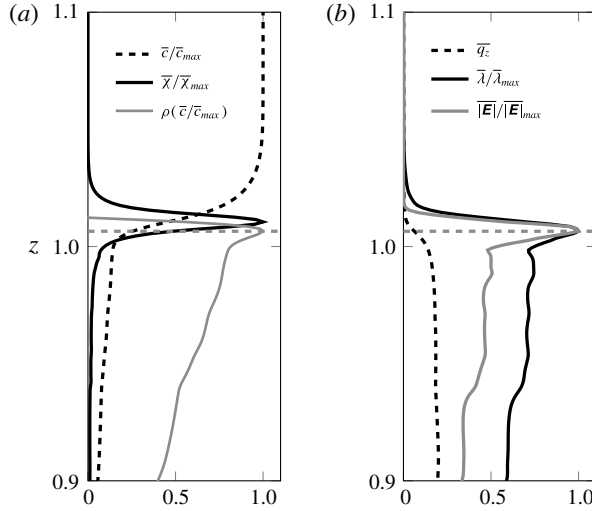 (a)
1.1
c̅/c̅max
χ̅/χ̅max
ρ(c̅/c̅max)
z
1.0
0.9
0 0.5 1.0
(b)
1.1
q̅z
λ̅/λ̅max
|E|̅/|E|̅max
1.0
0.9
0 0.5 1.0